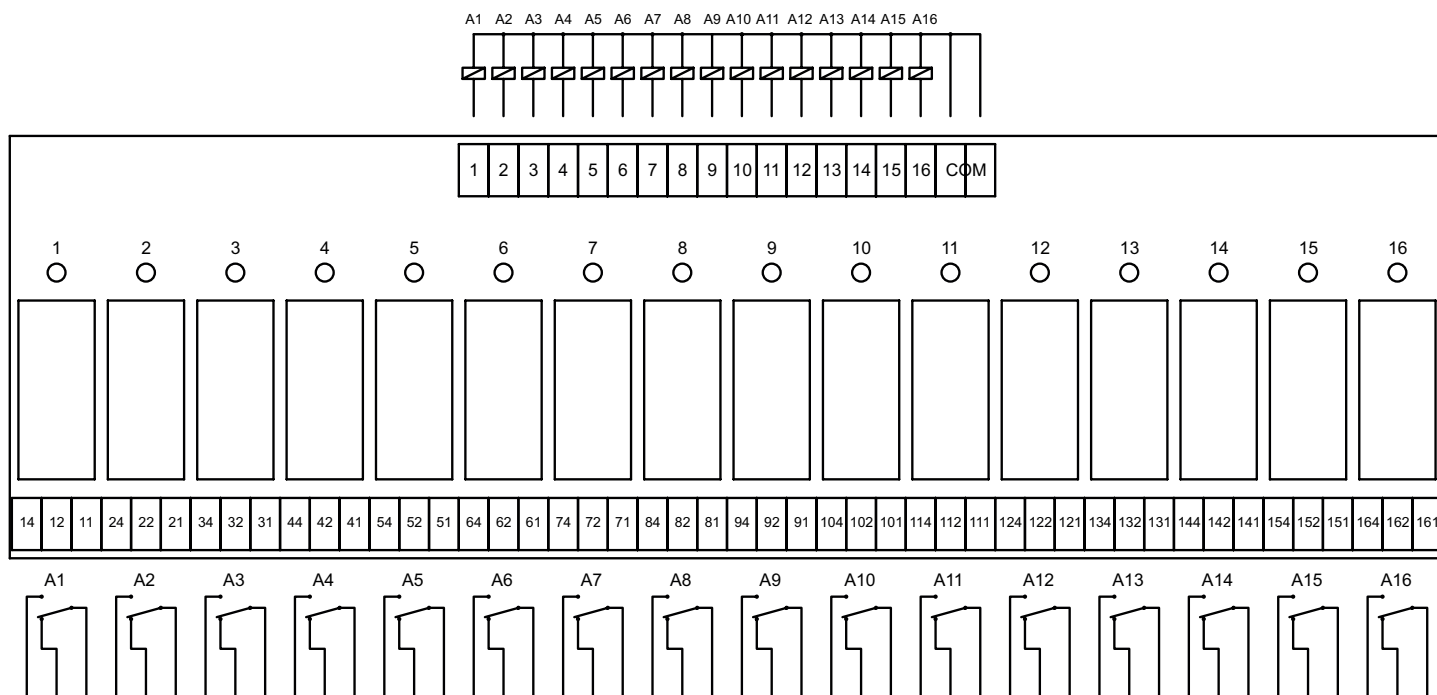 A1 A2 A3 A4 A5 A6 A7 A8 A9 A10 A11 A12 A13 A14 A15 A16
1 2 3 4 5 6 7 8 9 10 11 12 13 14 15 16 COM
1 2 3 4 5 6 7 8 9 10 11 12 13 14 15 16
14 12 11 24 22 21 34 32 31 44 42 41 54 52 51 64 62 61 74 72 71 84 82 81 94 92 91 104 102 101 114 112 111 124 122 121 134 132 131 144 142 141 154 152 151 164 162 161
A1 A2 A3 A4 A5 A6 A7 A8 A9 A10 A11 A12 A13 A14 A15 A16